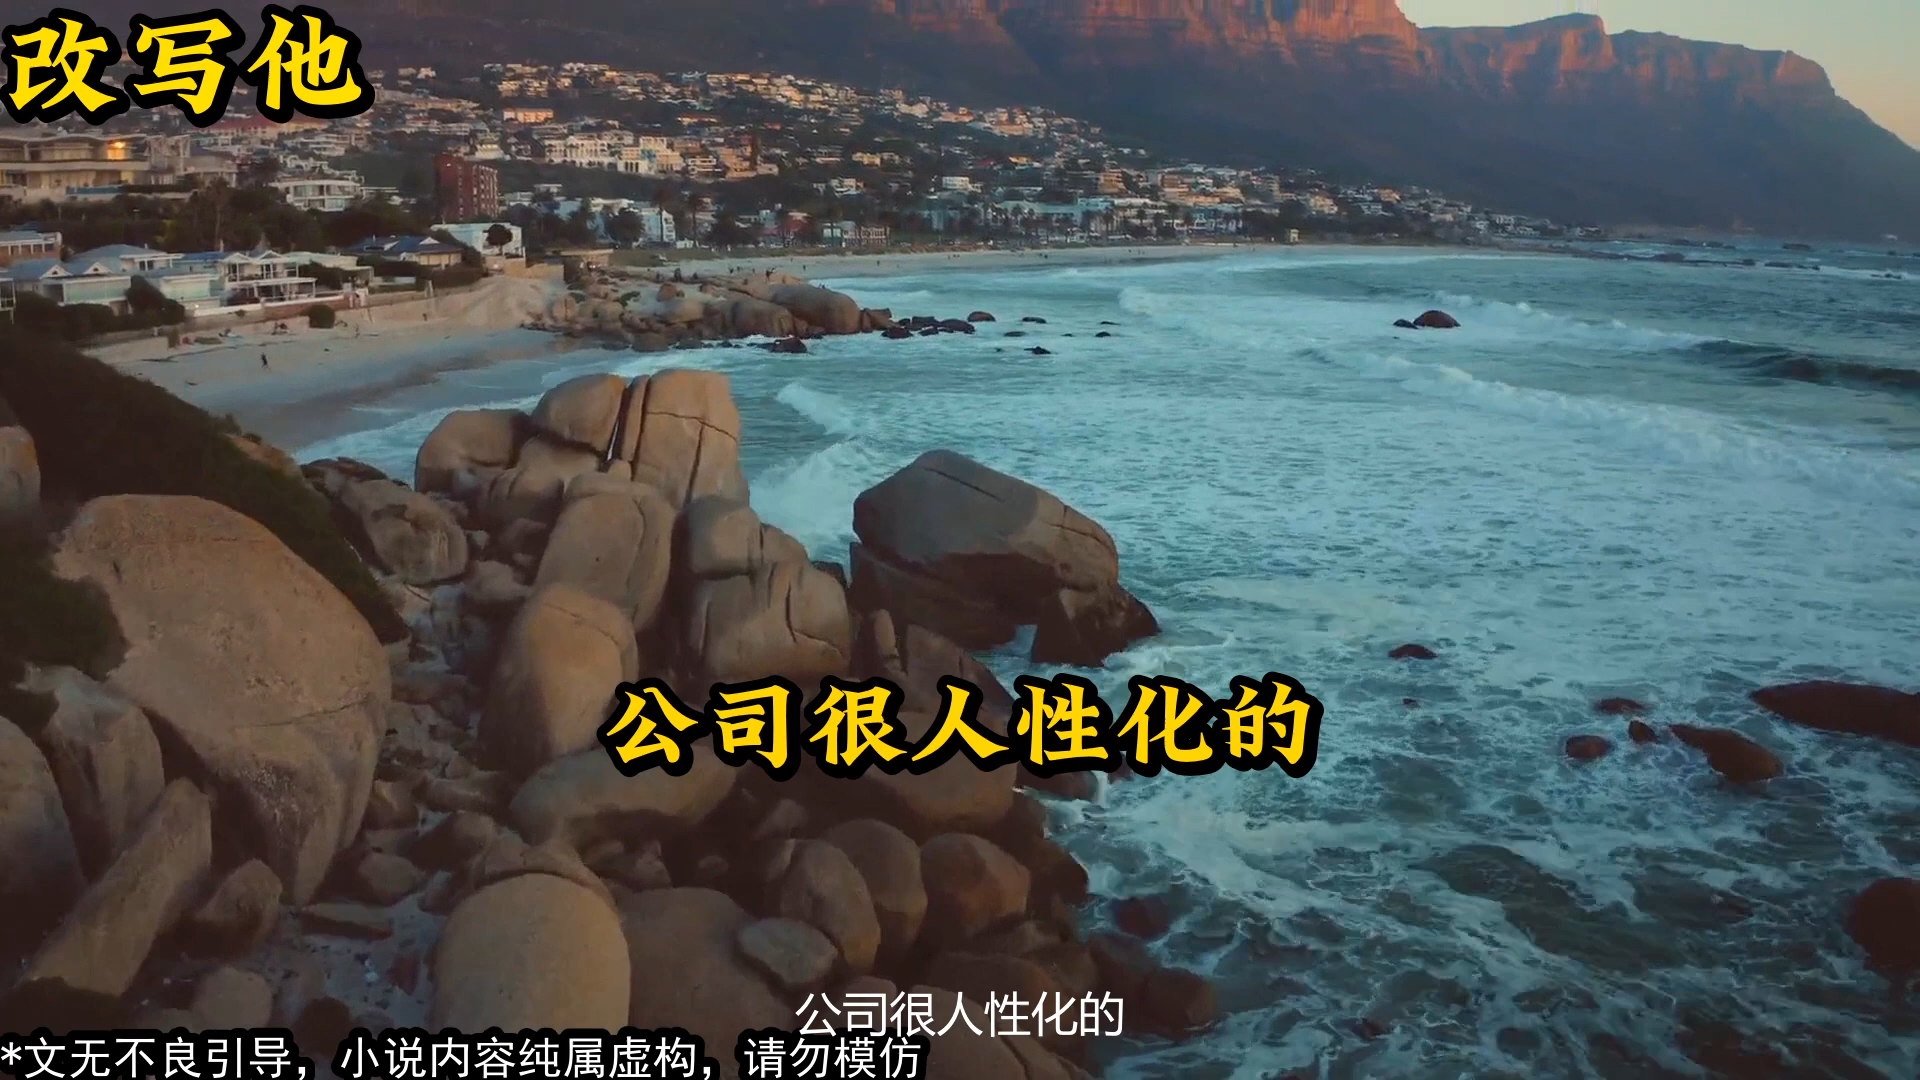 改写他
公司很人性化的
公司很人性化的
*文无不良引导，小说内容纯属虚构，请勿模仿